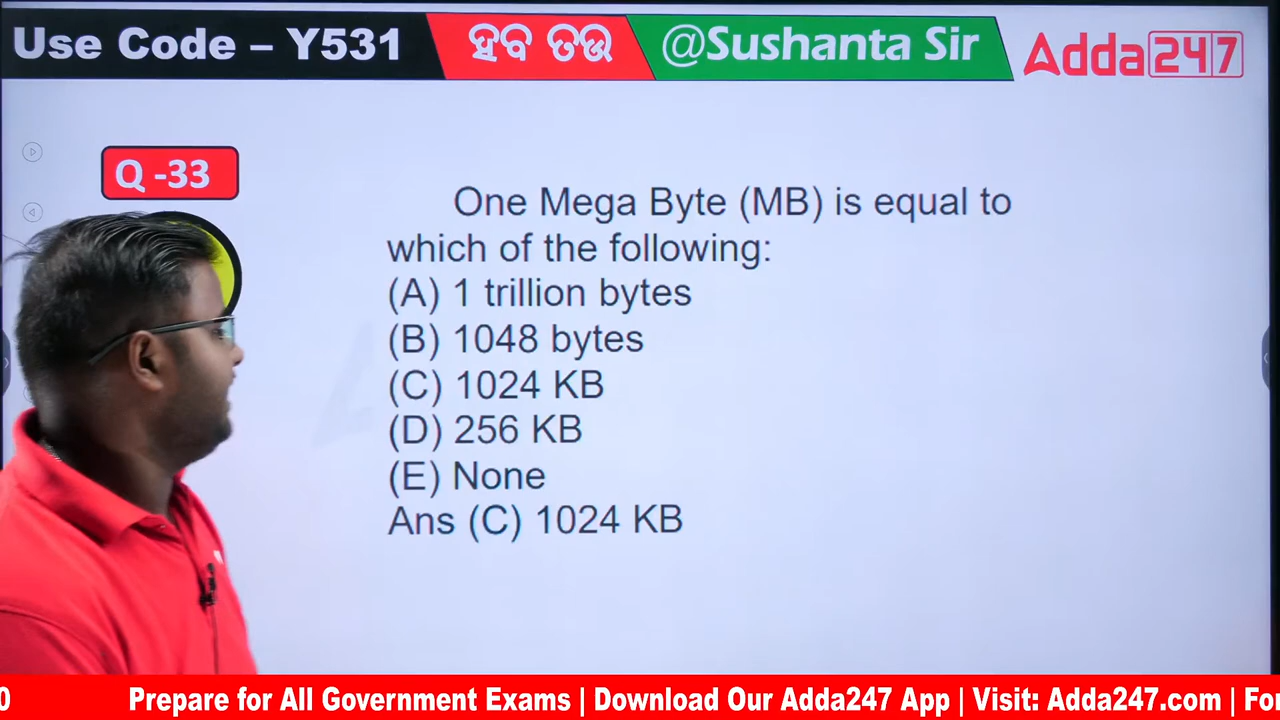 Use Code – Y531
ହବ ତଉ
@Sushanta Sir
Adda247
Q -33
One Mega Byte (MB) is equal to
which of the following:
(A) 1 trillion bytes
(B) 1048 bytes
(C) 1024 KB
(D) 256 KB
(E) None
Ans (C) 1024 KB
0
Prepare for All Government Exams | Download Our Adda247 App | Visit: Adda247.com | For